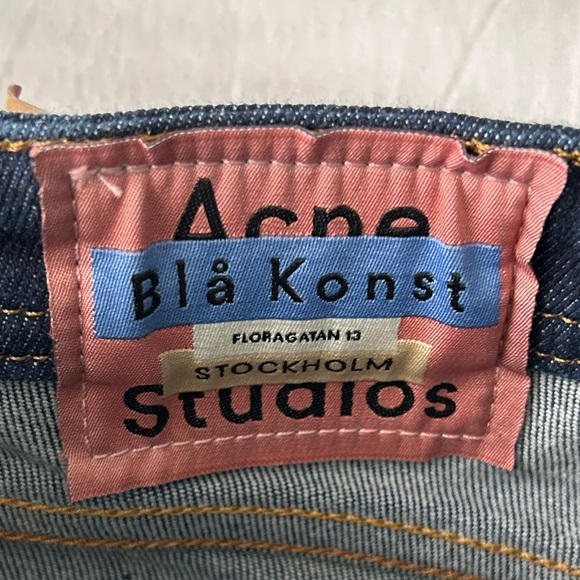 Acne
Blå Konst
FLORAGATAN 13
STOCKHOLM
Studios